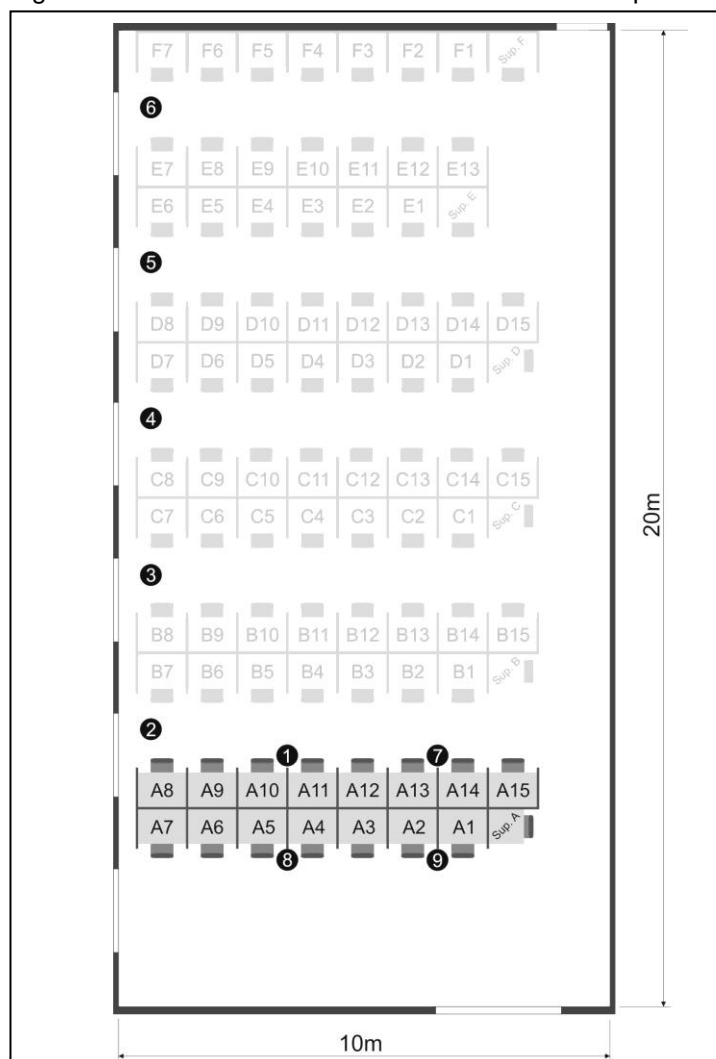 F7 F6 F5 F4 F3 F2 F1 Sup. F
6
E7 E8 E9 E10 E11 E12 E13
E6 E5 E4 E3 E2 E1 Sup. E
5
D8 D9 D10 D11 D12 D13 D14 D15
D7 D6 D5 D4 D3 D2 D1 Sup. D
4
C8 C9 C10 C11 C12 C13 C14 C15
C7 C6 C5 C4 C3 C2 C1 Sup. C
20m
3
B8 B9 B10 B11 B12 B13 B14 B15
B7 B6 B5 B4 B3 B2 B1 Sup. B
2
1 7
A8 A9 A10 A11 A12 A13 A14 A15
A7 A6 A5 A4 A3 A2 A1 Sup. A
8 9
10m